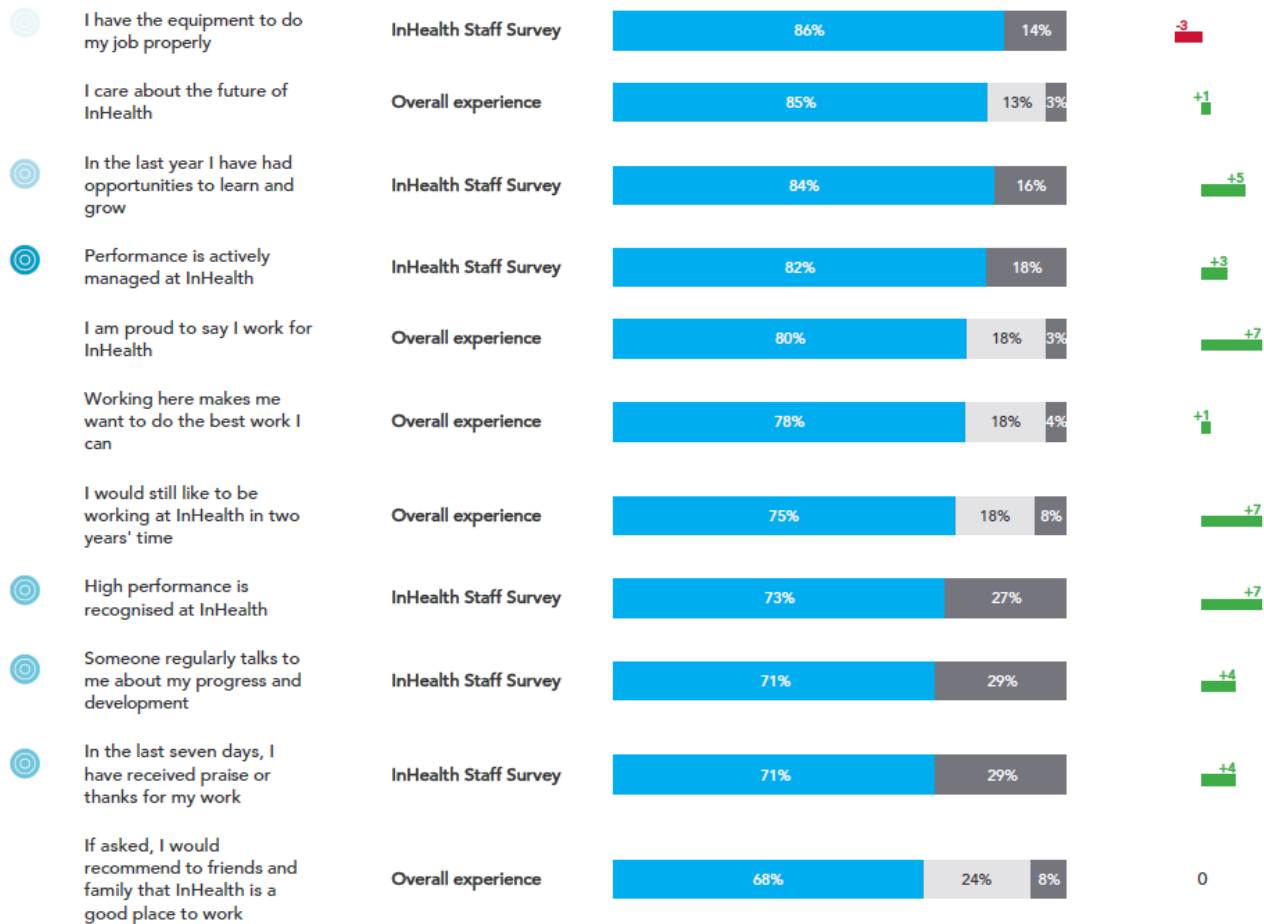 I have the equipment to do
my job properly
InHealth Staff Survey
86%
14%
-3
I care about the future of
InHealth
Overall experience
85%
13%
3%
+1
In the last year I have had
opportunities to learn and
grow
InHealth Staff Survey
84%
16%
+5
Performance is actively
managed at InHealth
InHealth Staff Survey
82%
18%
+3
I am proud to say I work for
InHealth
Overall experience
80%
18%
3%
+7
Working here makes me
want to do the best work I
can
Overall experience
78%
18%
4%
+1
I would still like to be
working at InHealth in two
years' time
Overall experience
75%
18%
8%
+7
High performance is
recognised at InHealth
InHealth Staff Survey
73%
27%
+7
Someone regularly talks to
me about my progress and
development
InHealth Staff Survey
71%
29%
+4
In the last seven days, I
have received praise or
thanks for my work
InHealth Staff Survey
71%
29%
+4
If asked, I would
recommend to friends and
family that InHealth is a
good place to work
Overall experience
68%
24%
8%
0